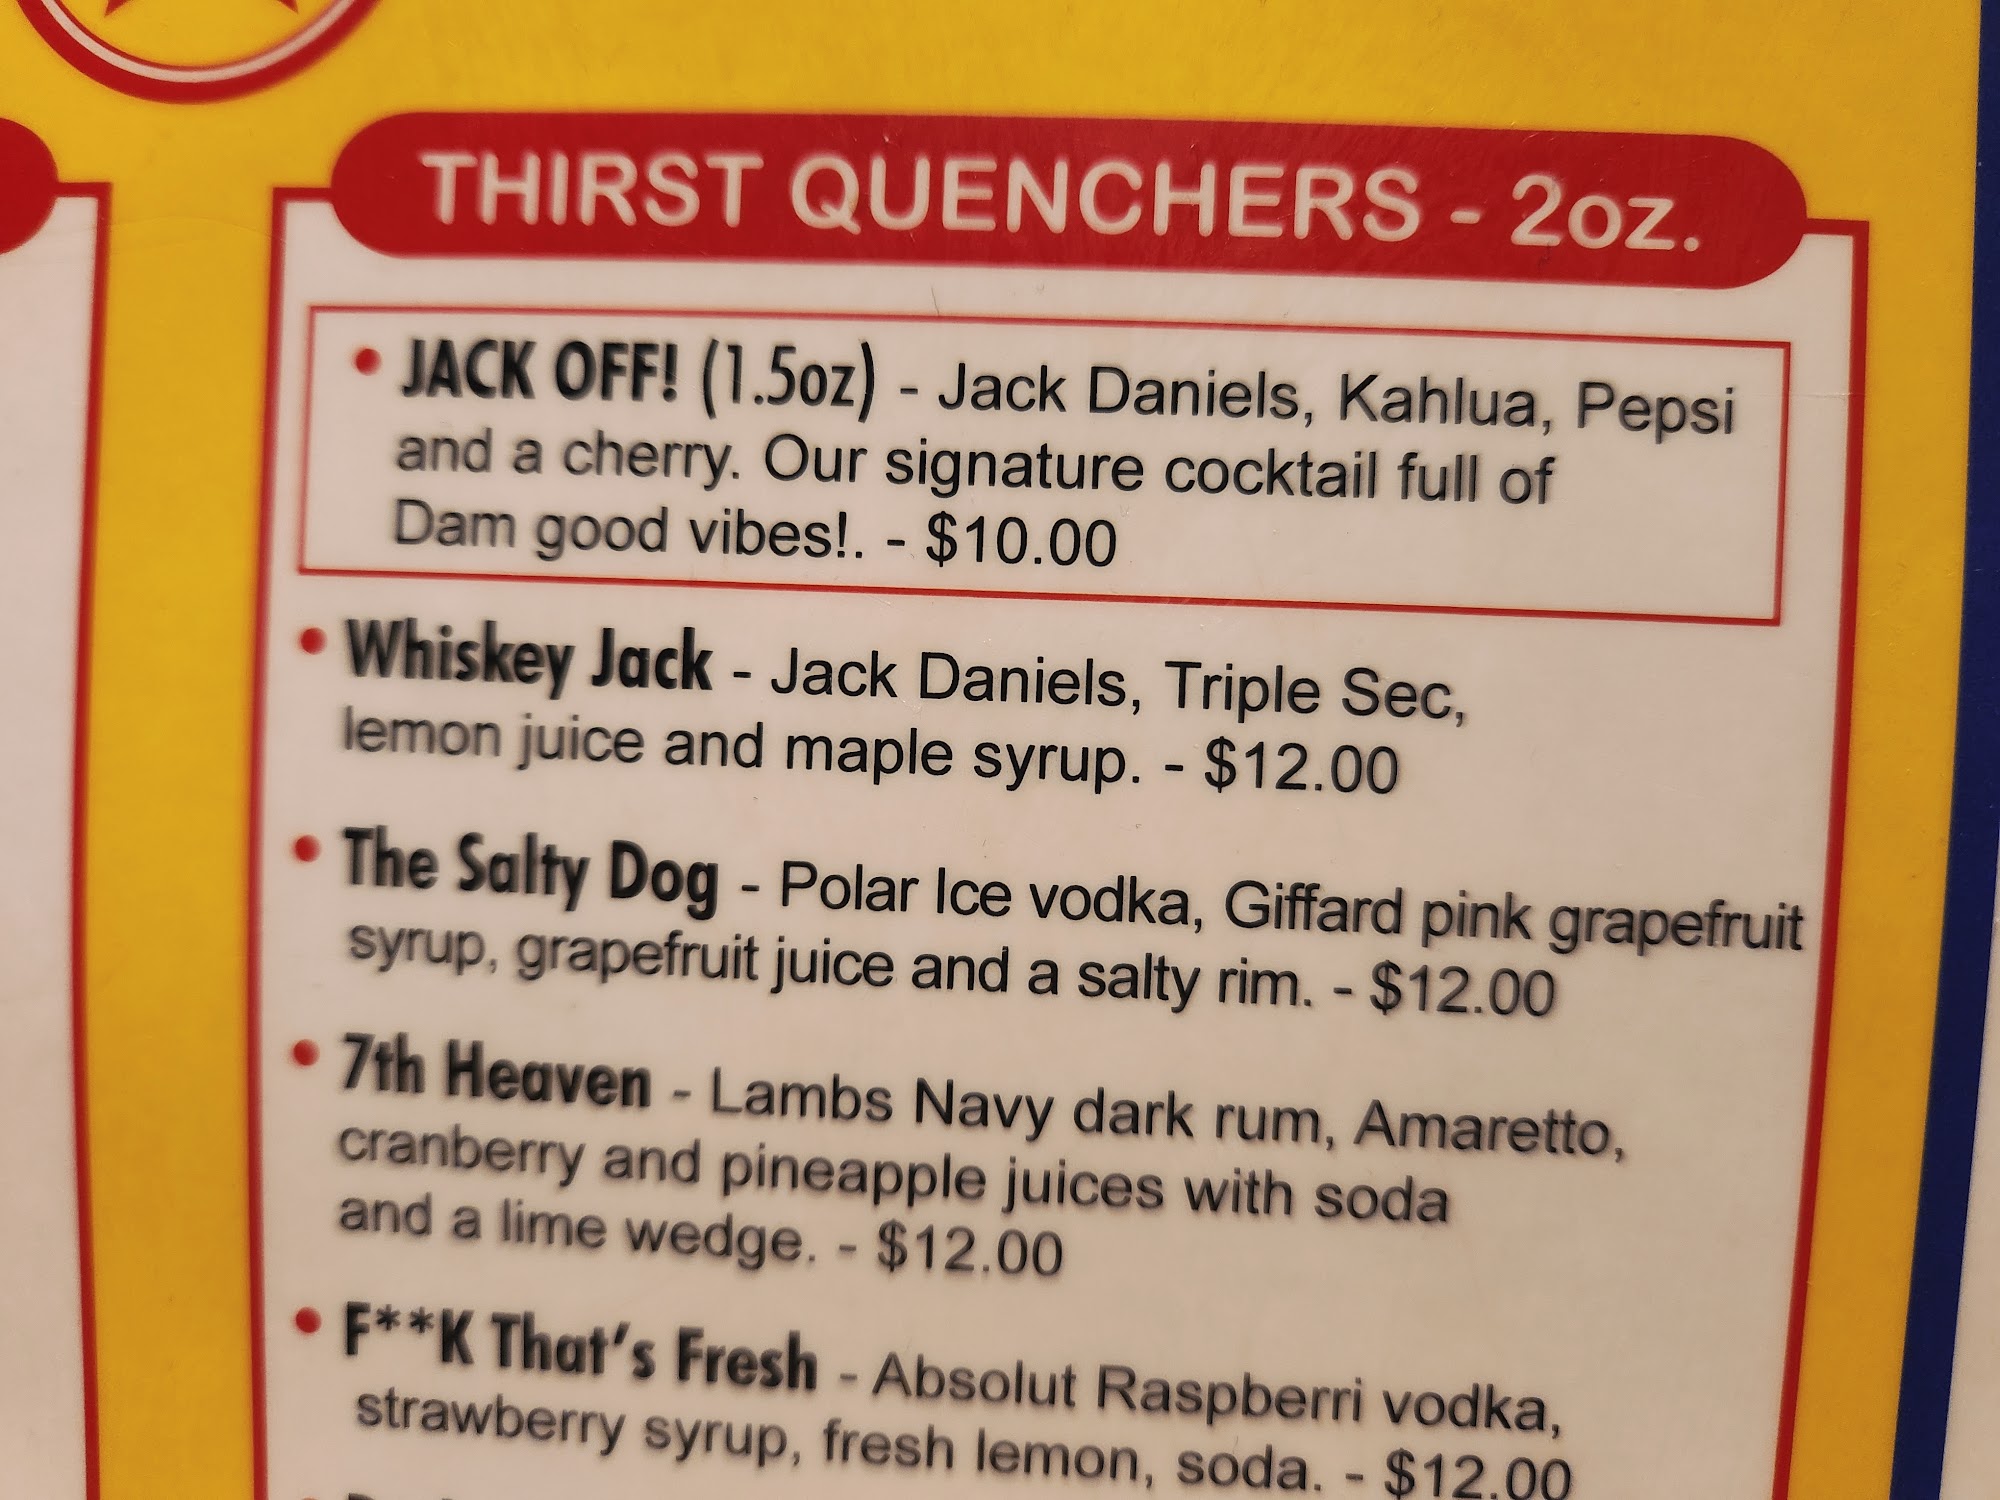 THIRST QUENCHERS - 2oz.
• JACK OFF! (1.5oz) - Jack Daniels, Kahlua, Pepsi
and a cherry. Our signature cocktail full of
Dam good vibes!. - $10.00
• Whiskey Jack - Jack Daniels, Triple Sec,
lemon juice and maple syrup. - $12.00
• The Salty Dog - Polar Ice vodka, Giffard pink grapefruit
syrup, grapefruit juice and a salty rim. - $12.00
• 7th Heaven - Lambs Navy dark rum, Amaretto,
cranberry and pineapple juices with soda
and a lime wedge. - $12.00
• F**K That's Fresh - Absolut Raspberri vodka,
strawberry syrup, fresh lemon, soda. - $12.00